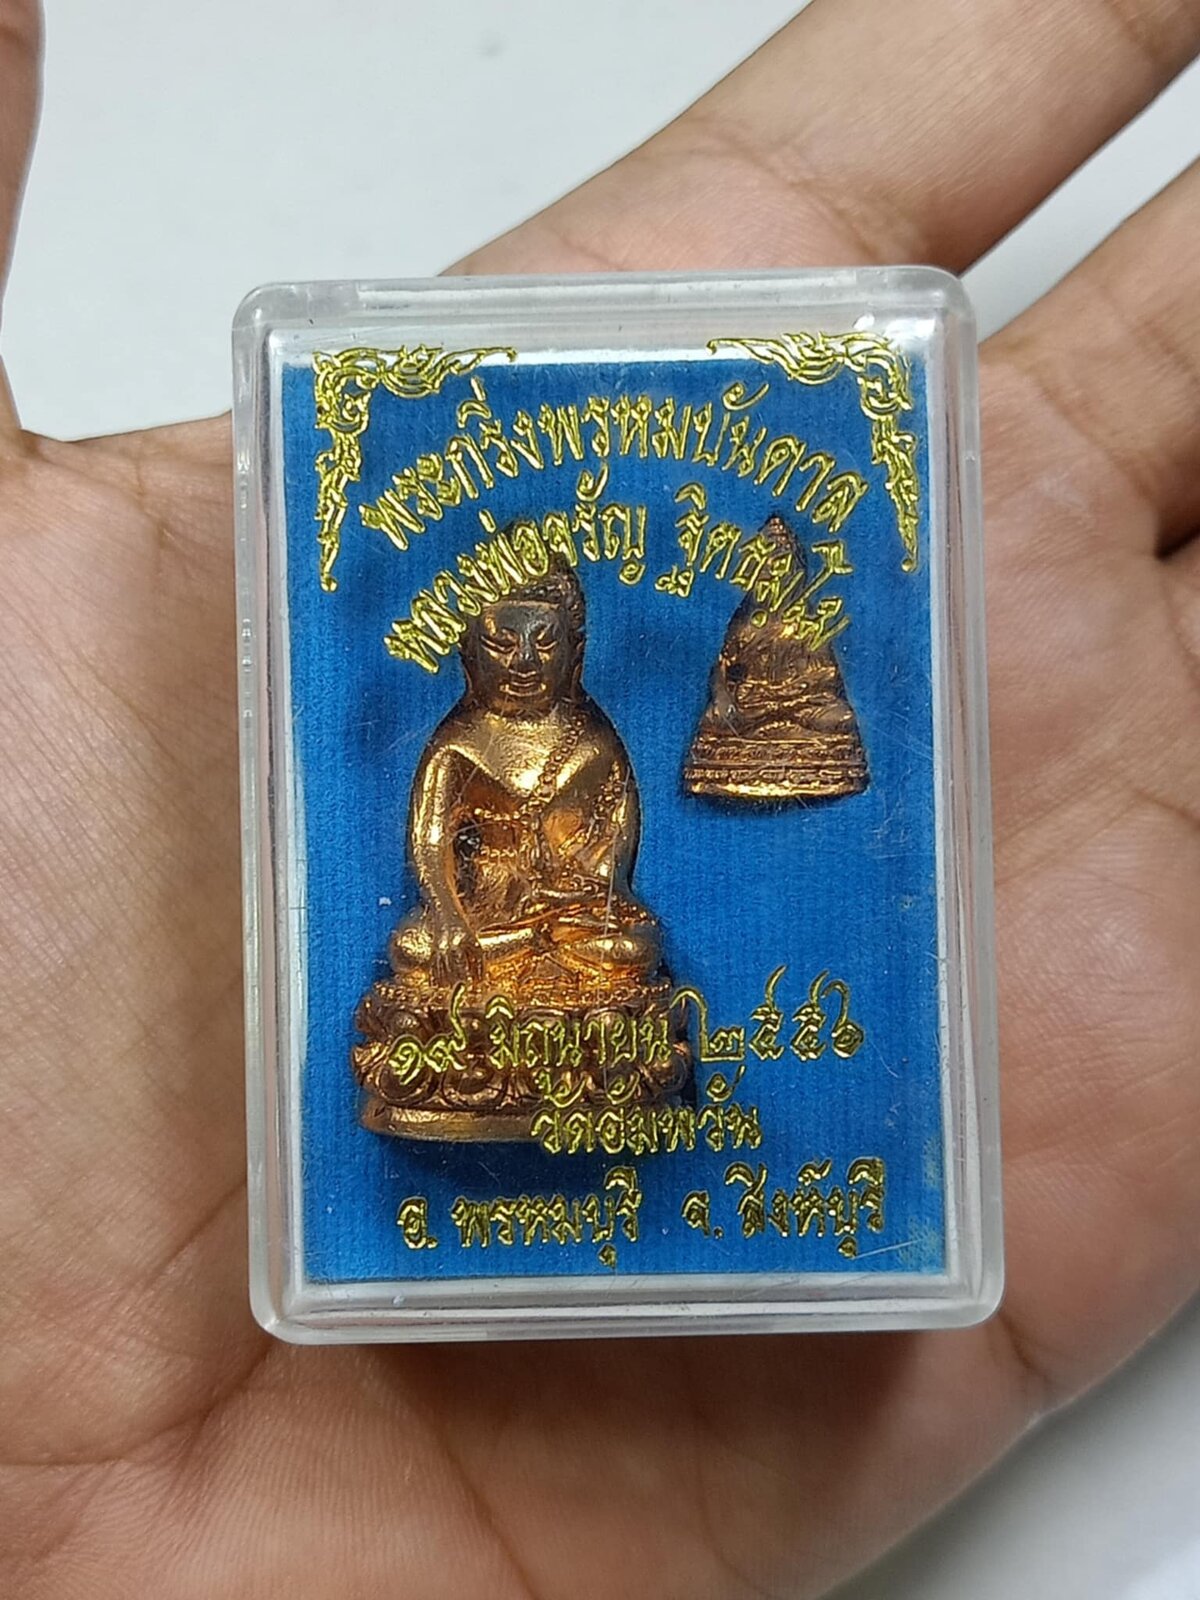 พระกริ่งพรหมบันดาล
หลวงพ่อจรัญ ฐิตธมฺโม
๑๙ มิถุนายน ๒๕๕๖
วัดอัมพวัน
อ. พรหมบุรี จ. สิงห์บุรี